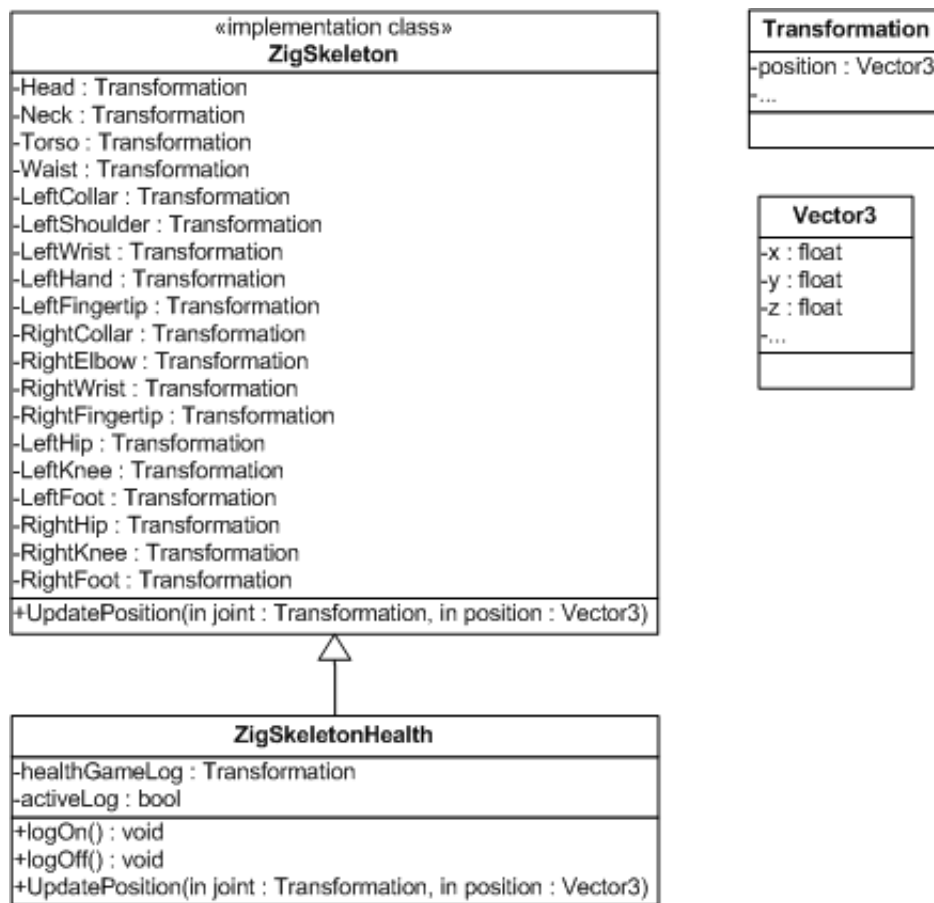 «implementation class»
ZigSkeleton
-Head : Transformation
-Neck : Transformation
-Torso : Transformation
-Waist : Transformation
-LeftCollar : Transformation
-LeftShoulder : Transformation
-LeftWrist : Transformation
-LeftHand : Transformation
-LeftFingertip : Transformation
-RightCollar : Transformation
-RightElbow : Transformation
-RightWrist : Transformation
-RightFingertip : Transformation
-LeftHip : Transformation
-LeftKnee : Transformation
-LeftFoot : Transformation
-RightHip : Transformation
-RightKnee : Transformation
-RightFoot : Transformation
+UpdatePosition(in joint : Transformation, in position : Vector3)
Transformation
-position : Vector3
-...
Vector3
-x : float
-y : float
-z : float
-...
ZigSkeletonHealth
-healthGameLog : Transformation
-activeLog : bool
+logOn() : void
+logOff() : void
+UpdatePosition(in joint : Transformation, in position : Vector3)